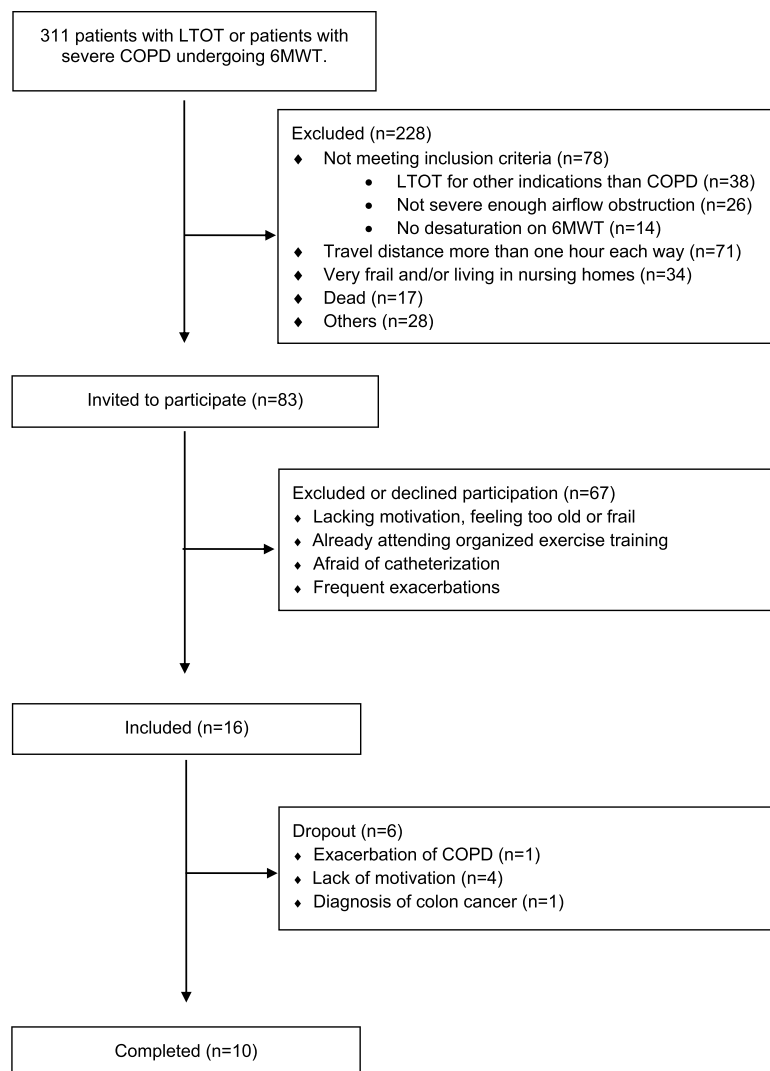 311 patients with LTOT or patients with
severe COPD undergoing 6MWT.
Excluded (n=228)
♦ Not meeting inclusion criteria (n=78)
• LTOT for other indications than COPD (n=38)
• Not severe enough airflow obstruction (n=26)
• No desaturation on 6MWT (n=14)
♦ Travel distance more than one hour each way (n=71)
♦ Very frail and/or living in nursing homes (n=34)
♦ Dead (n=17)
♦ Others (n=28)
Invited to participate (n=83)
Excluded or declined participation (n=67)
♦ Lacking motivation, feeling too old or frail
♦ Already attending organized exercise training
♦ Afraid of catheterization
♦ Frequent exacerbations
Included (n=16)
Dropout (n=6)
♦ Exacerbation of COPD (n=1)
♦ Lack of motivation (n=4)
♦ Diagnosis of colon cancer (n=1)
Completed (n=10)